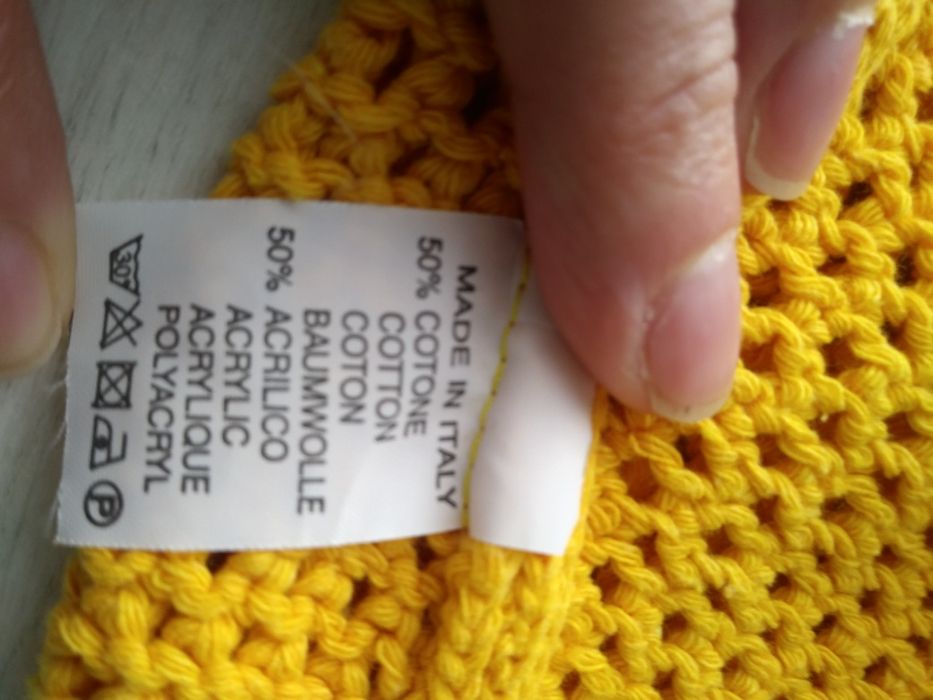 MADE IN ITALY
50% COTONE
COTTON
COTON
BAUMWOLLE
50% ACRILICO
ACRYLIC
ACRYLIQUE
POLYACRYL
30° P